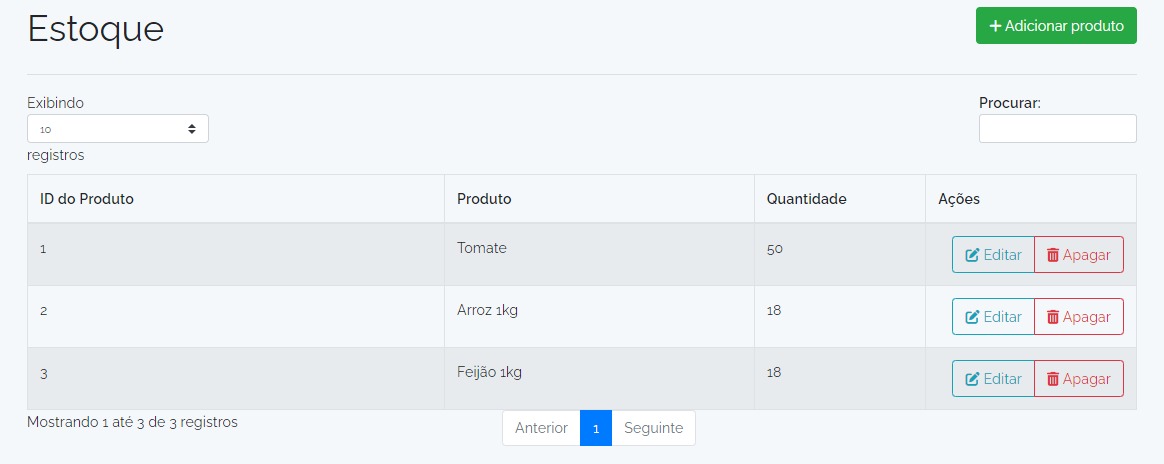 Estoque
Adicionar produto
Exibindo
Procurar:
10
registros
ID do Produto Produto Quantidade Ações
1 Tomate 50 Editar Apagar
2 Arroz 1kg 18 Editar Apagar
3 Feijão 1kg 18 Editar Apagar
Mostrando 1 até 3 de 3 registros
Anterior 1 Seguinte